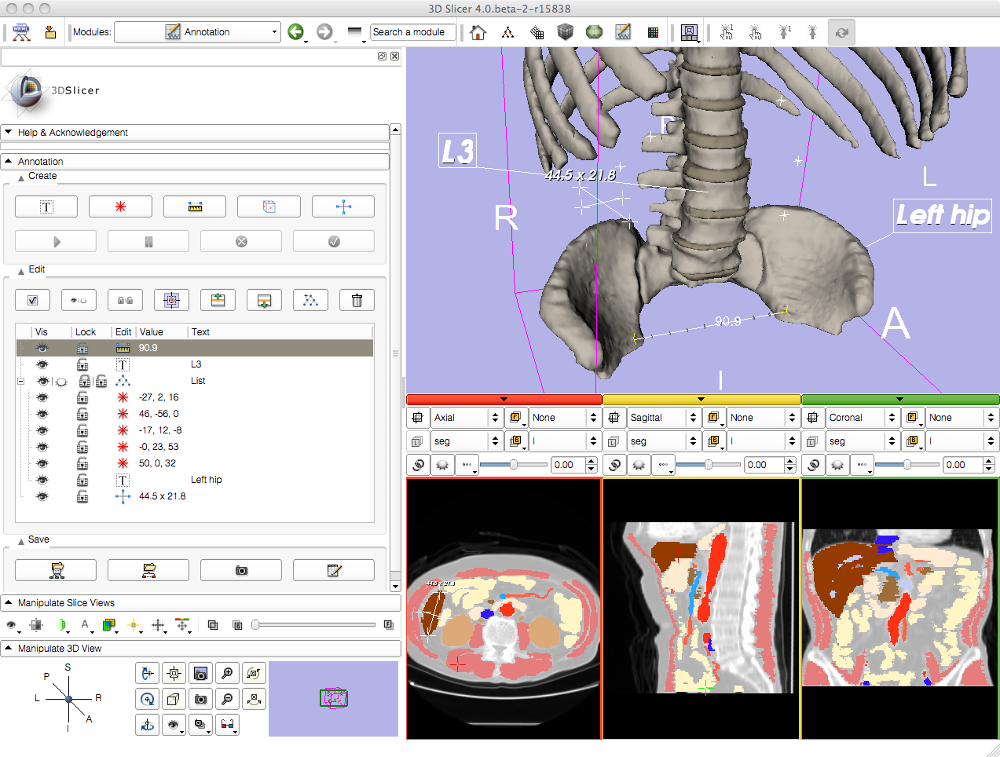 3D Slicer 4.0.beta-2-r15838
Modules: Annotation
Search a module
3DSlicer
Help & Acknowledgement
Annotation
Create
Edit
Vis Lock Edit Value Text
90.9
L3
List
-27, 2, 16
46, -56, 0
-17, 12, -8
-0, 23, 53
50, 0, 32
Left hip
44.5 x 21.8
Save
Manipulate Slice Views
Manipulate 3D View
S
P
L R
A
I
L3
44.5 x 21.8
R
L
Left hip
90.9
A
I
Axial None
seg I
0.00
Sagittal None
seg I
0.00
Coronal None
seg I
0.00
44.5 x 21.8